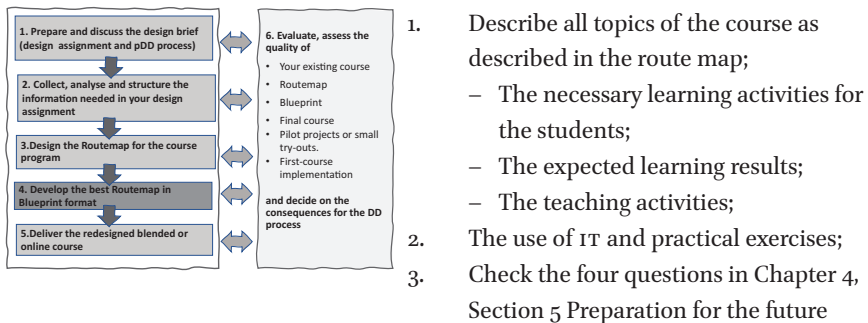 1. Prepare and discuss the design brief
(design assignment and pDD process)
2. Collect, analyse and structure the
information needed in your design
assignment
3.Design the Routemap for the course
program
4. Develop the best Routemap in
Blueprint format
5.Deliver the redesigned blended or
online course
6. Evaluate, assess the
quality of
• Your existing course
• Routemap
• Blueprint
• Final course
• Pilot projects or small
try-outs.
• First-course
implementation
and decide on the
consequences for the DD
process
1. Describe all topics of the course as
described in the route map;
– The necessary learning activities for
the students;
– The expected learning results;
– The teaching activities;
2. The use of IT and practical exercises;
3. Check the four questions in Chapter 4,
Section 5 Preparation for the future